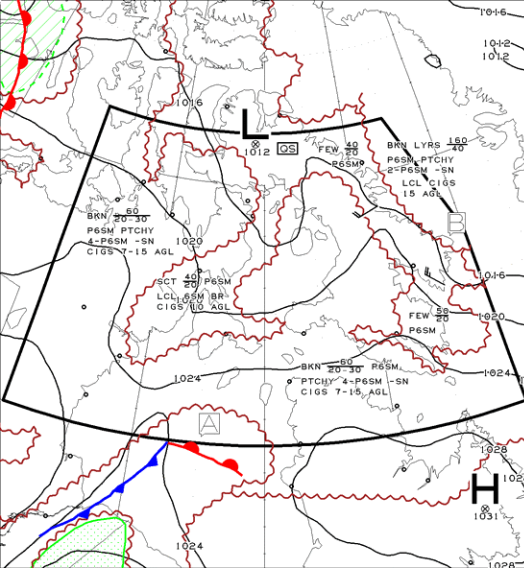 1016
1012
1012
1016
L
1012
QS
FEW 40/20
P6SM
BKN LYRS 160/40
P6SM PTCHY
2-P6SM -SN
LCL CIGS
15 AGL
BKN 60/20-30
P6SM PTCHY
4-P6SM -SN
CIGS 7-15 AGL
B
1020
SCT 40/20 P6SM
LCL 6SM BR
CIGS 10 AGL
1016
FEW 50/20
P6SM
1020
BKN 60/20-30 P6SM
PTCHY 4-P6SM -SN
CIGS 7-15 AGL
1024
1024
A
1028
H
1031
1024
1028